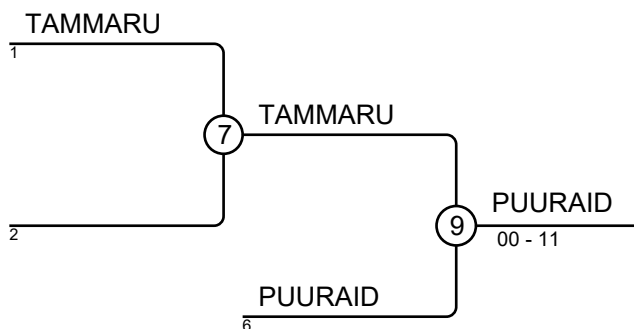 TAMMARU
1
7
TAMMARU
2
9
PUURAID
00 - 11
PUURAID
6